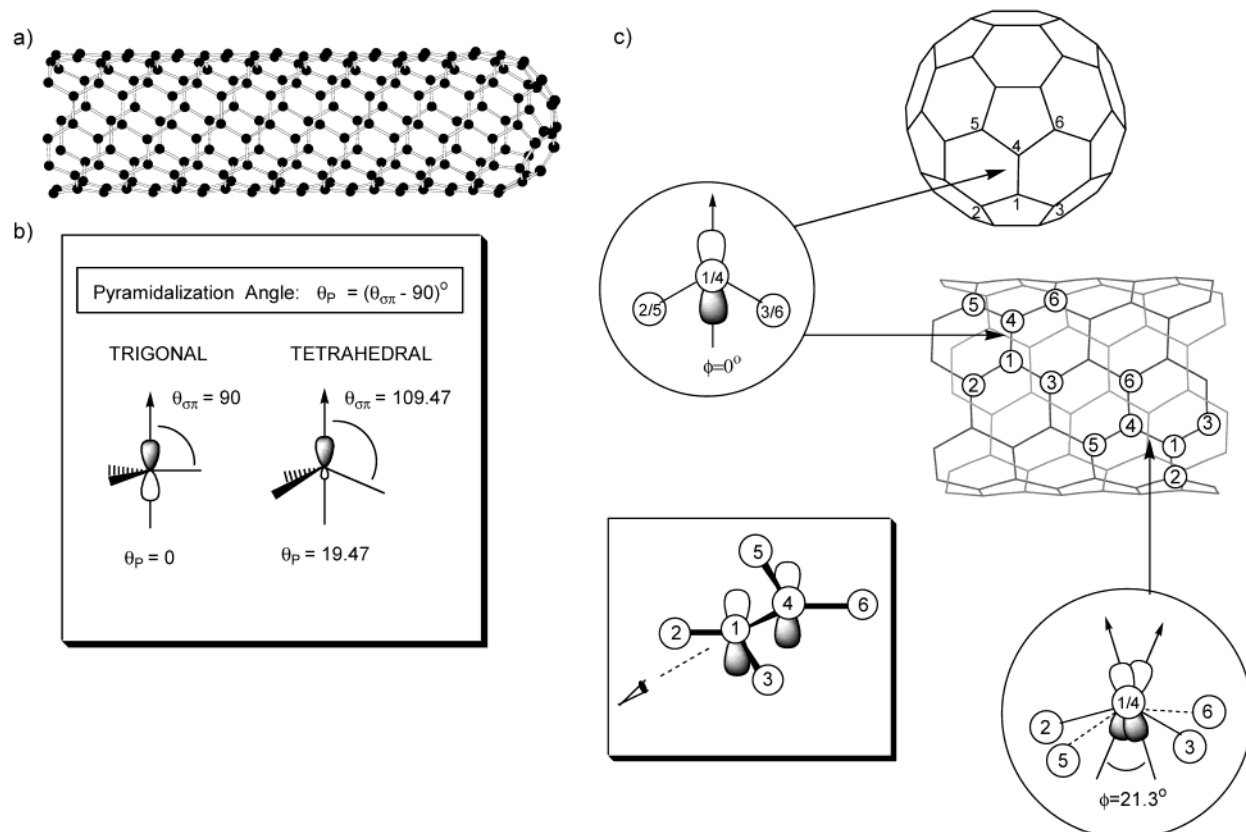 a)
b)
Pyramidalization Angle: θP = (θσπ - 90)°
TRIGONAL TETRAHEDRAL
θσπ = 90 θσπ = 109.47
θP = 0 θP = 19.47
c)
5 6
4
2 1 3
1/4
2/5 3/6
ϕ=0°
5 4 6
1
2 3 6
5 4 3
1
2
5
4 6
2 1
3
1/4
2 6
5 3
ϕ=21.3°